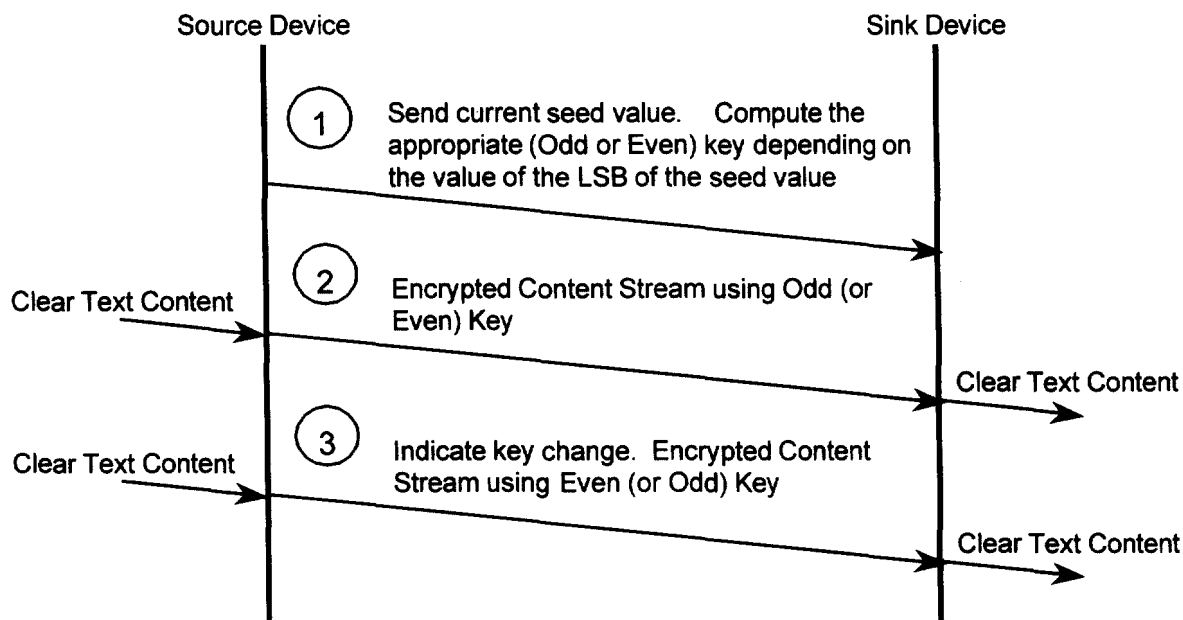 Source Device
Sink Device
1
Send current seed value. Compute the
appropriate (Odd or Even) key depending on
the value of the LSB of the seed value
2
Encrypted Content Stream using Odd (or
Even) Key
Clear Text Content
Clear Text Content
3
Indicate key change. Encrypted Content
Stream using Even (or Odd) Key
Clear Text Content
Clear Text Content